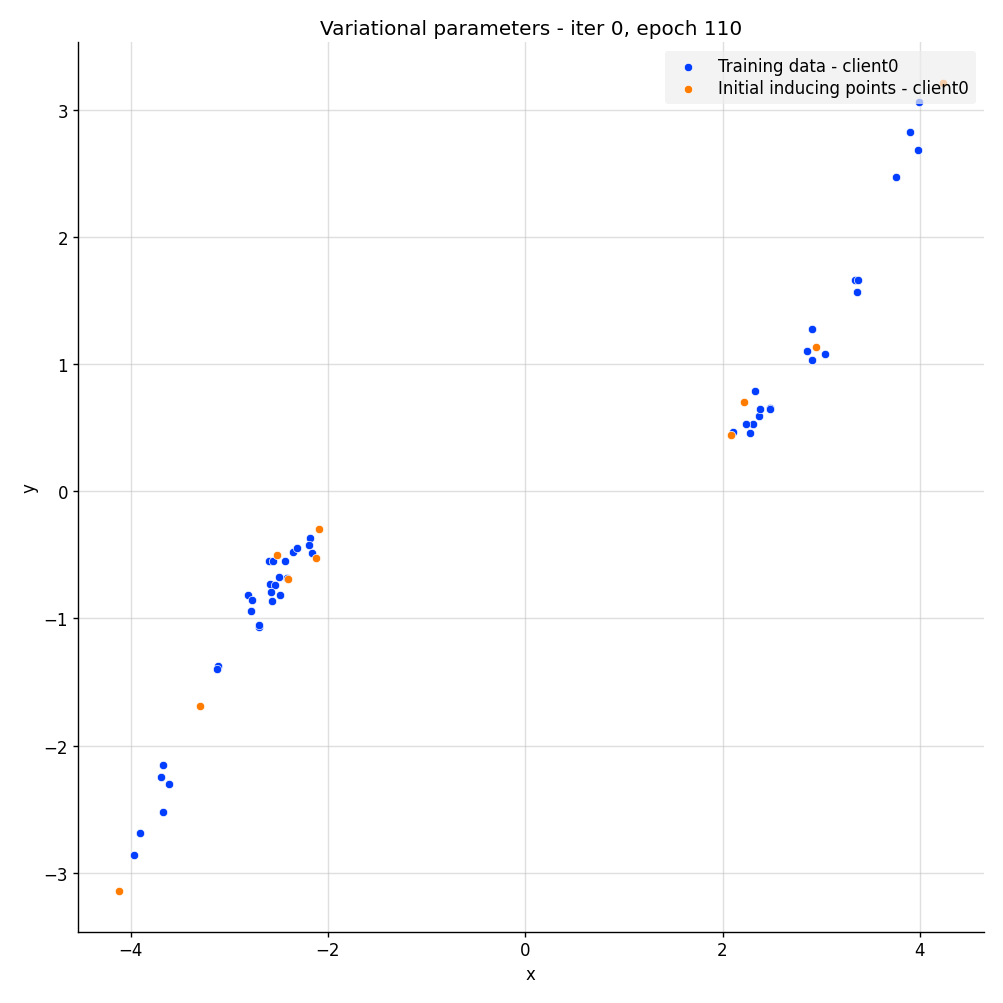 Variational parameters - iter 0, epoch 110
Training data - client0
Initial inducing points - client0
3
2
1
0
−1
−2
−3
y
−4 −2 0 2 4
x